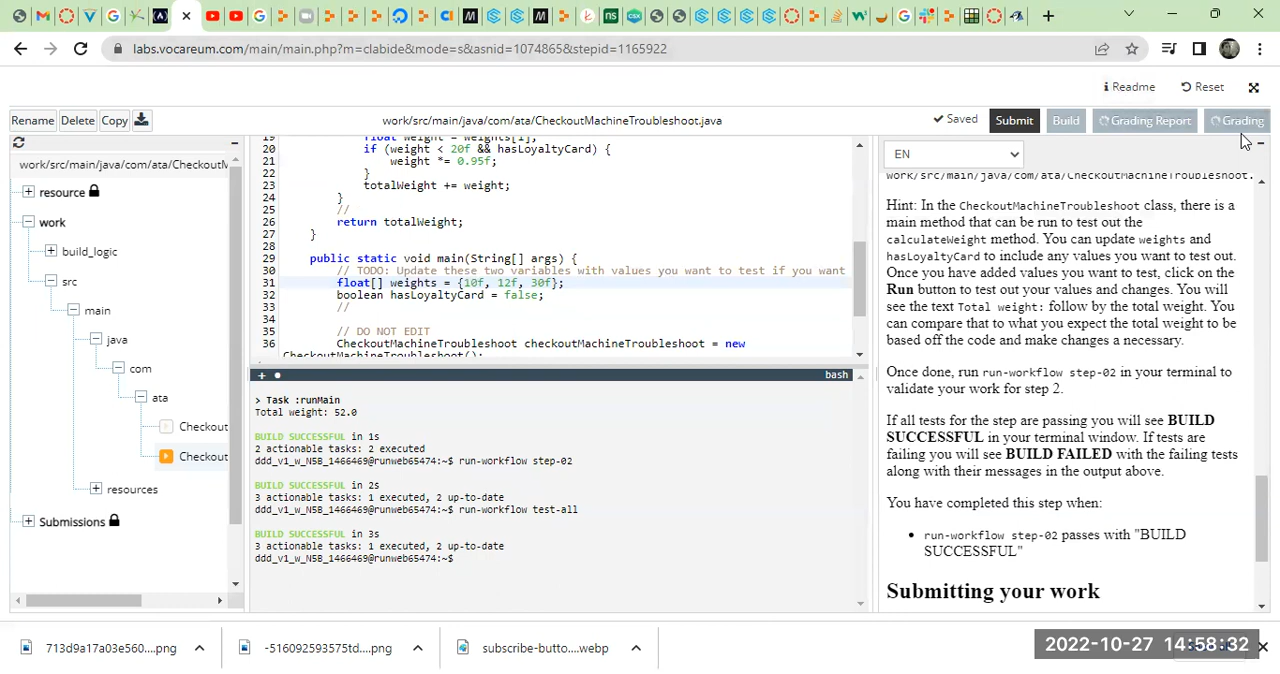 labs.vocareum.com/main/main.php?m=clabide&mode=s&asnid=1074865&stepid=1165922
Readme
Reset
Rename
Delete
Copy
work/src/main/java/com/ata/CheckoutMachineTroubleshoot.java
Saved
Submit
Build
Grading Report
Grading
work/src/main/java/com/ata/CheckoutM
resource
work
build_logic
src
main
java
com
ata
Checkout
Checkout
resources
Submissions
19 float weight = weights[i];
20 if (weight < 20f && hasLoyaltyCard) {
21 weight *= 0.95f;
22 }
23 totalWeight += weight;
24 }
25 //
26 return totalWeight;
27 }
28
29 public static void main(String[] args) {
30 // TODO: Update these two variables with values you want to test if you want
31 float[] weights = {10f, 12f, 30f};
32 boolean hasLoyaltyCard = false;
33 //
34
35 // DO NOT EDIT
36 CheckoutMachineTroubleshoot checkoutMachineTroubleshoot = new
CheckoutMachineTroubleshoot();
bash
> Task :runMain
Total weight: 52.0
BUILD SUCCESSFUL in 1s
2 actionable tasks: 2 executed
ddd_v1_w_N5B_1466469@runweb65474:~$ run-workflow step-02
BUILD SUCCESSFUL in 2s
3 actionable tasks: 1 executed, 2 up-to-date
ddd_v1_w_N5B_1466469@runweb65474:~$ run-workflow test-all
BUILD SUCCESSFUL in 3s
3 actionable tasks: 1 executed, 2 up-to-date
ddd_v1_w_N5B_1466469@runweb65474:~$
EN
work/src/main/java/com/ata/CheckoutMachineTroubleshoot.
Hint: In the CheckoutMachineTroubleshoot class, there is a
main method that can be run to test out the
calculateWeight method. You can update weights and
hasLoyaltyCard to include any values you want to test out.
Once you have added values you want to test, click on the
Run button to test out your values and changes. You will
see the text Total weight: follow by the total weight. You
can compare that to what you expect the total weight to be
based off the code and make changes a necessary.
Once done, run run-workflow step-02 in your terminal to
validate your work for step 2.
If all tests for the step are passing you will see BUILD
SUCCESSFUL in your terminal window. If tests are
failing you will see BUILD FAILED with the failing tests
along with their messages in the output above.
You have completed this step when:
run-workflow step-02 passes with "BUILD
SUCCESSFUL"
Submitting your work
713d9a17a03e560....png
-516092593575td....png
subscribe-butto....webp
2022-10-27 14:58:32